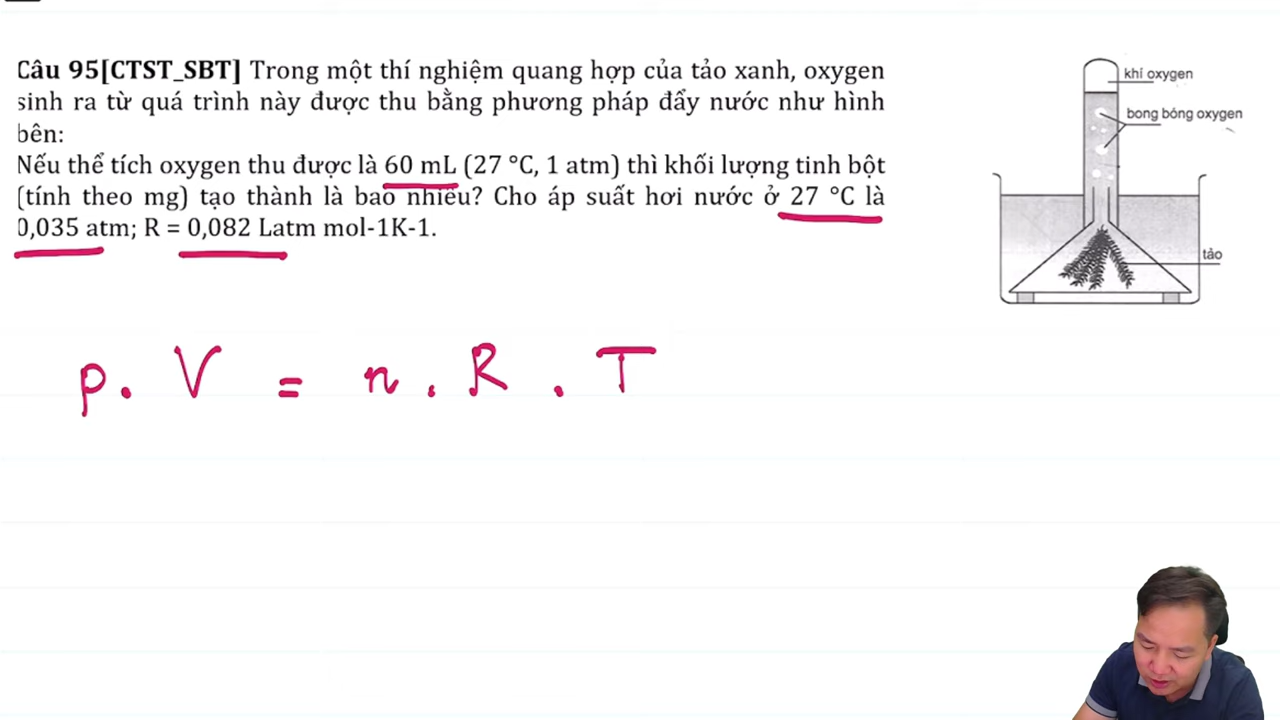 Câu 95[CTST_SBT] Trong một thí nghiệm quang hợp của tảo xanh, oxygen
sinh ra từ quá trình này được thu bằng phương pháp đẩy nước như hình
bên:
Nếu thể tích oxygen thu được là 60 mL (27 °C, 1 atm) thì khối lượng tinh bột
(tính theo mg) tạo thành là bao nhiêu? Cho áp suất hơi nước ở 27 °C là
0,035 atm; R = 0,082 Latm mol-1K-1.
khí oxygen
bong bóng oxygen
tảo
p. V = n . R . T